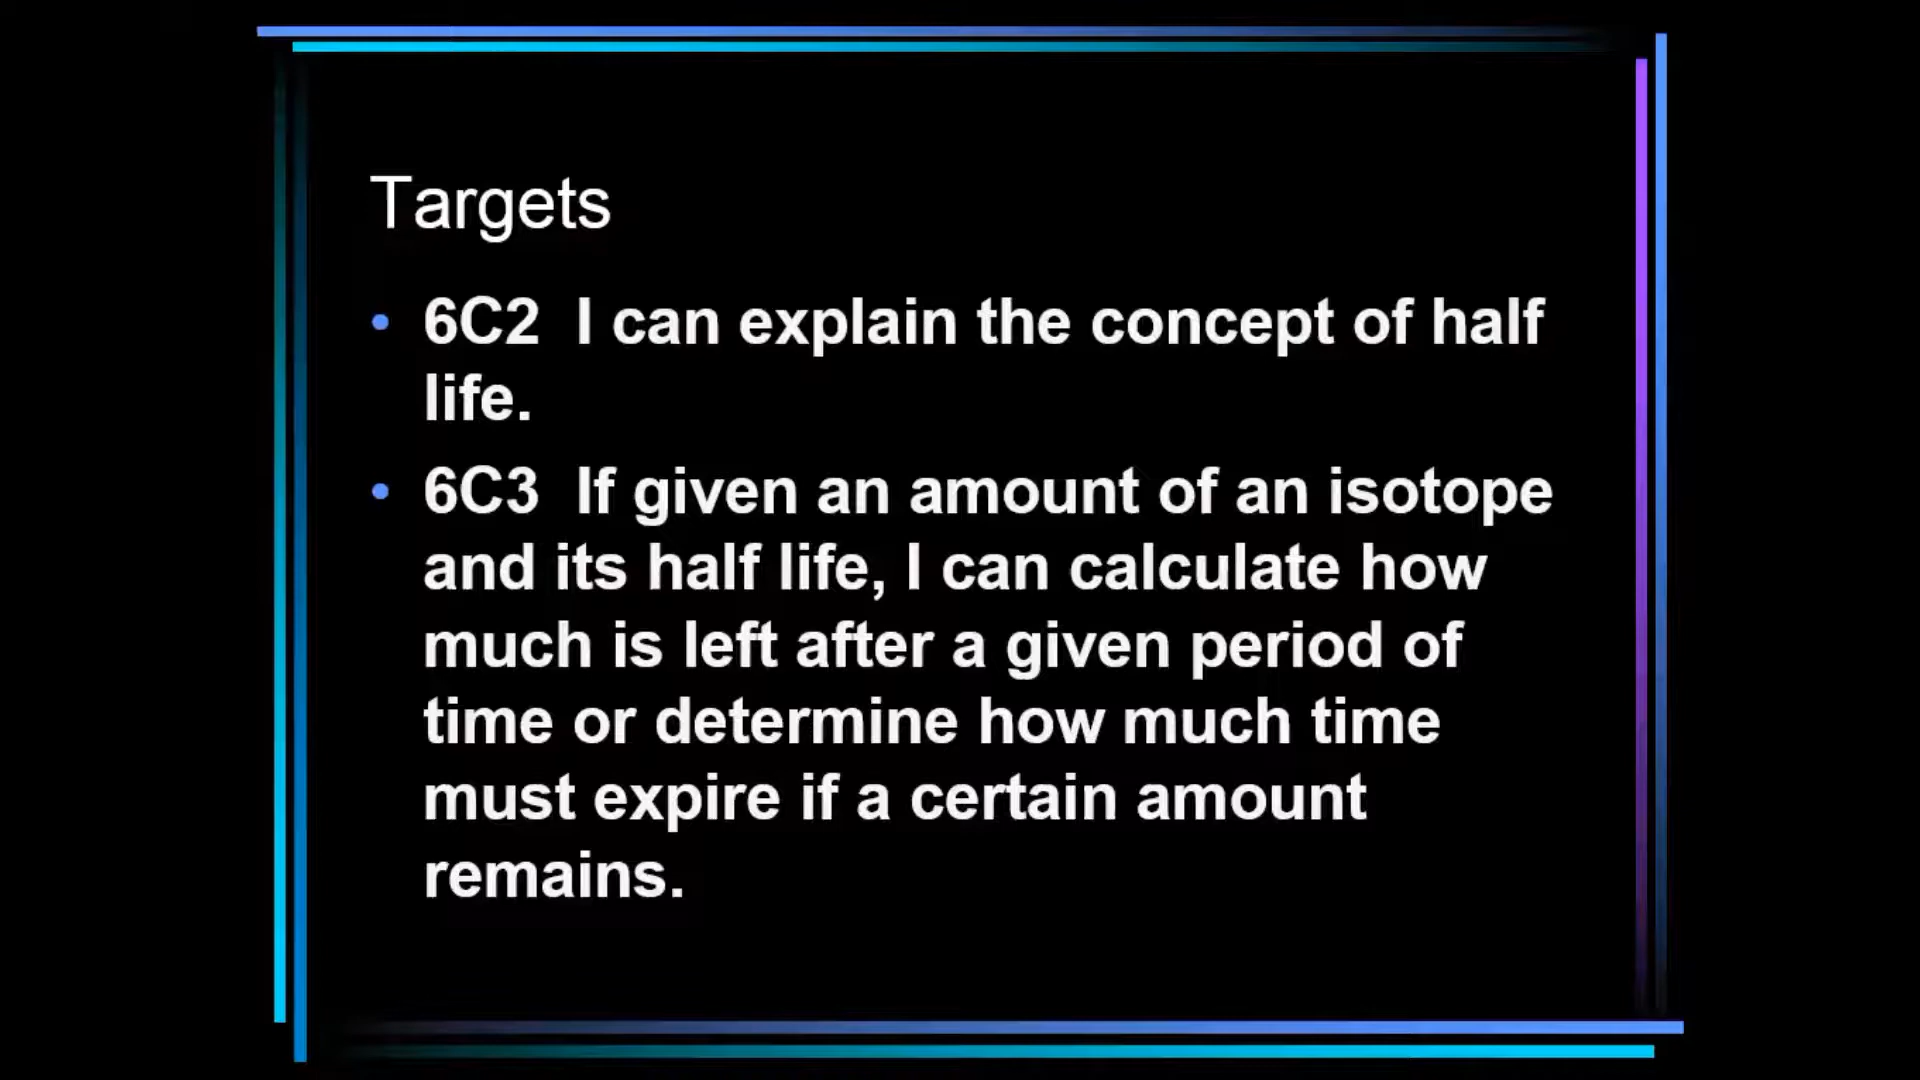 Targets
• 6C2  I can explain the concept of half
life.
• 6C3  If given an amount of an isotope
and its half life, I can calculate how
much is left after a given period of
time or determine how much time
must expire if a certain amount
remains.